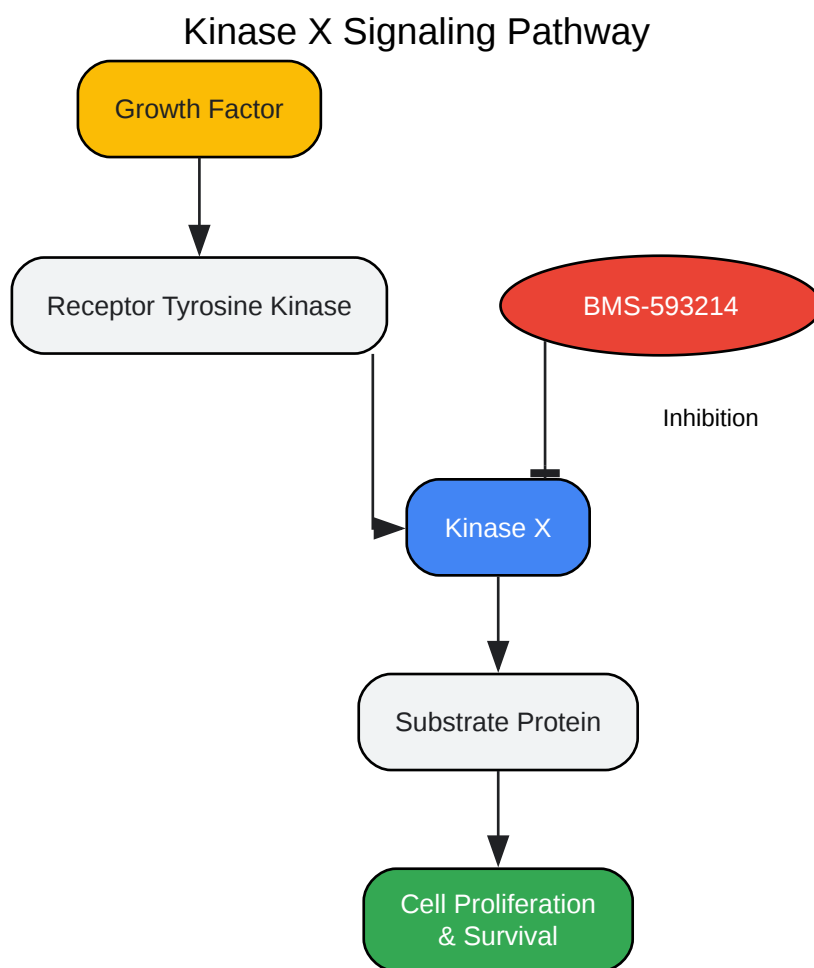 Kinase X Signaling Pathway
Growth Factor
Receptor Tyrosine Kinase
BMS-593214
Inhibition
Kinase X
Substrate Protein
Cell Proliferation
& Survival